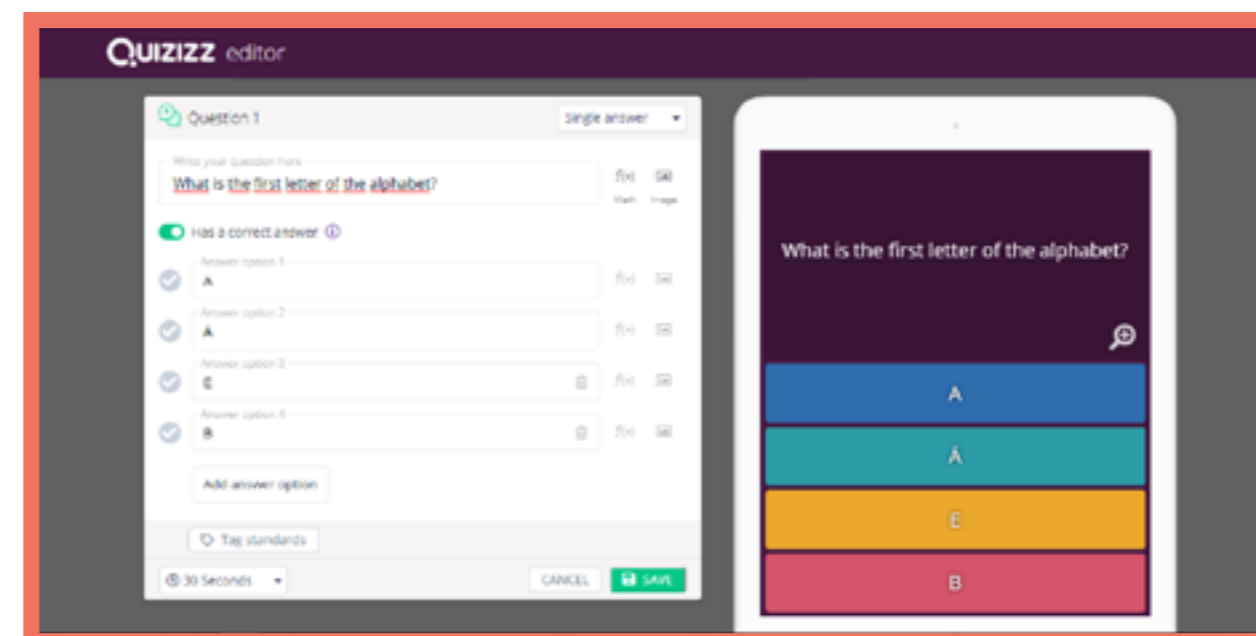 QUIZIZZ editor
Question 1
Single answer
Write your question here
What is the first letter of the alphabet?
f(x)
Math Image
Has a correct answer
Answer option 1
A
f(x)
Answer option 2
Á
f(x)
Answer option 3
E
f(x)
Answer option 4
B
f(x)
Add answer option
Tag standards
30 Seconds
CANCEL
SAVE
What is the first letter of the alphabet?
A
Á
E
B